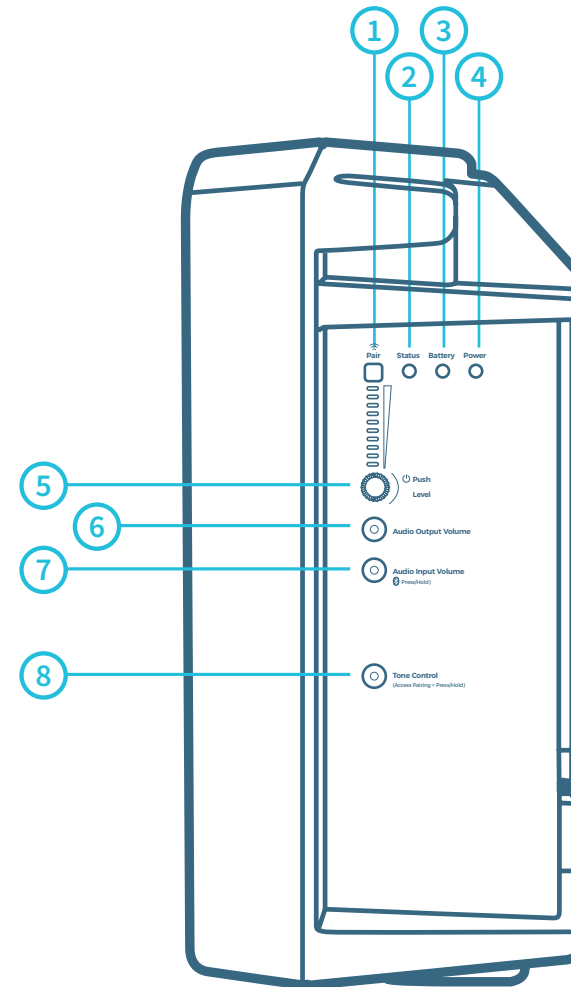 1
3
2
4
Pair Status Battery Power
Push
Level
5
6
Audio Output Volume
7
Audio Input Volume
Press/Hold)
8
Tone Control
(Access Pairing = Press/Hold)